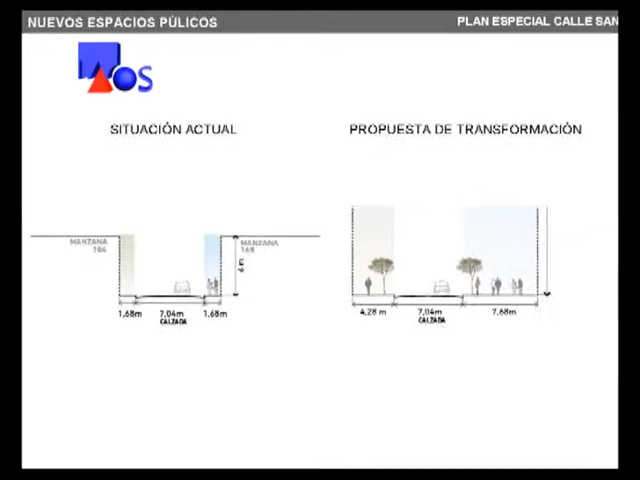 NUEVOS ESPACIOS PÚLICOS
PLAN ESPECIAL CALLE SAN
OS
SITUACIÓN ACTUAL
PROPUESTA DE TRANSFORMACIÓN
MANZANA
MANZANA
1,68m
7,04m
1,68m
CALZADA
4,28 m
7,04m
7,68m
CALZADA